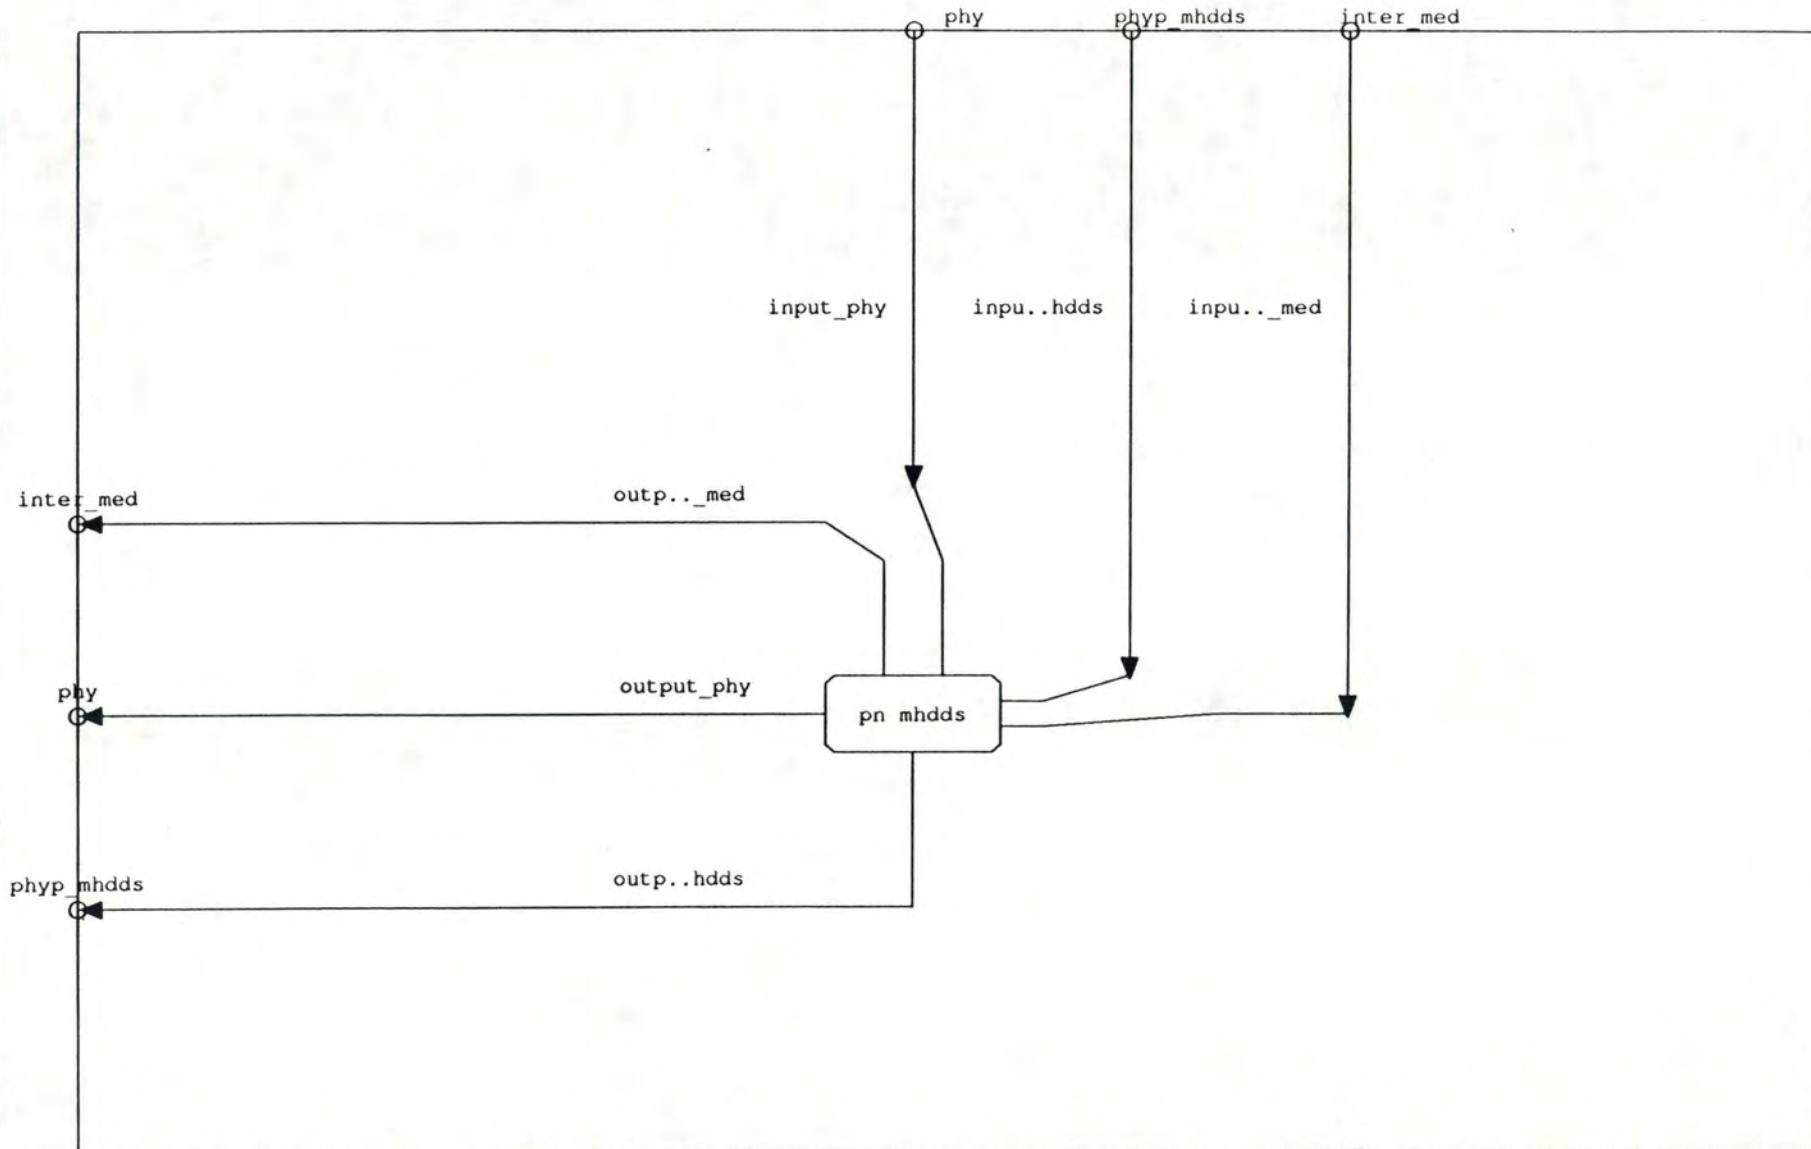 phy
phyp_mhdds
inter_med
input_phy
inpu..hdds
inpu.._med
inter_med
outp.._med
phy
output_phy
pn mhdds
phyp_mhdds
outp..hdds